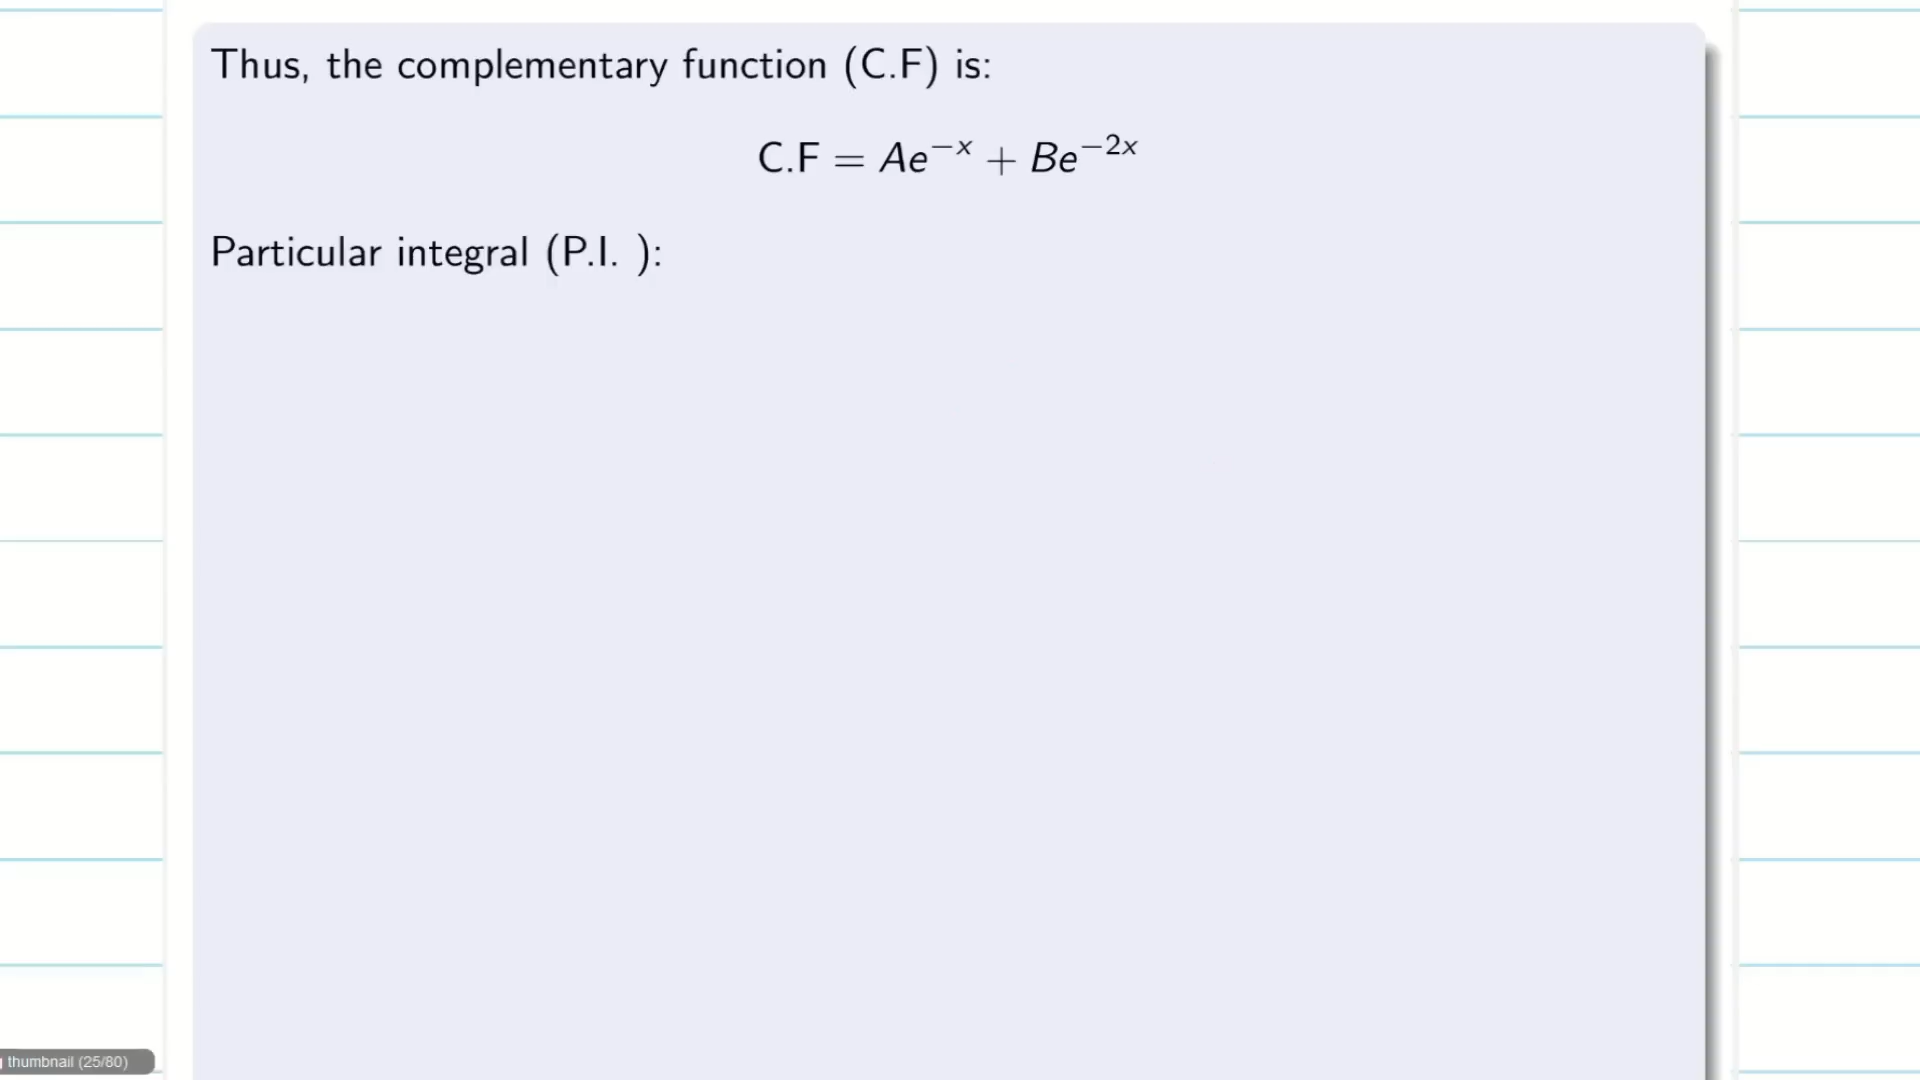 Thus, the complementary function (C.F) is:
C.F = Ae^{-x} + Be^{-2x}
Particular integral (P.I. ):
thumbnail (25/80)